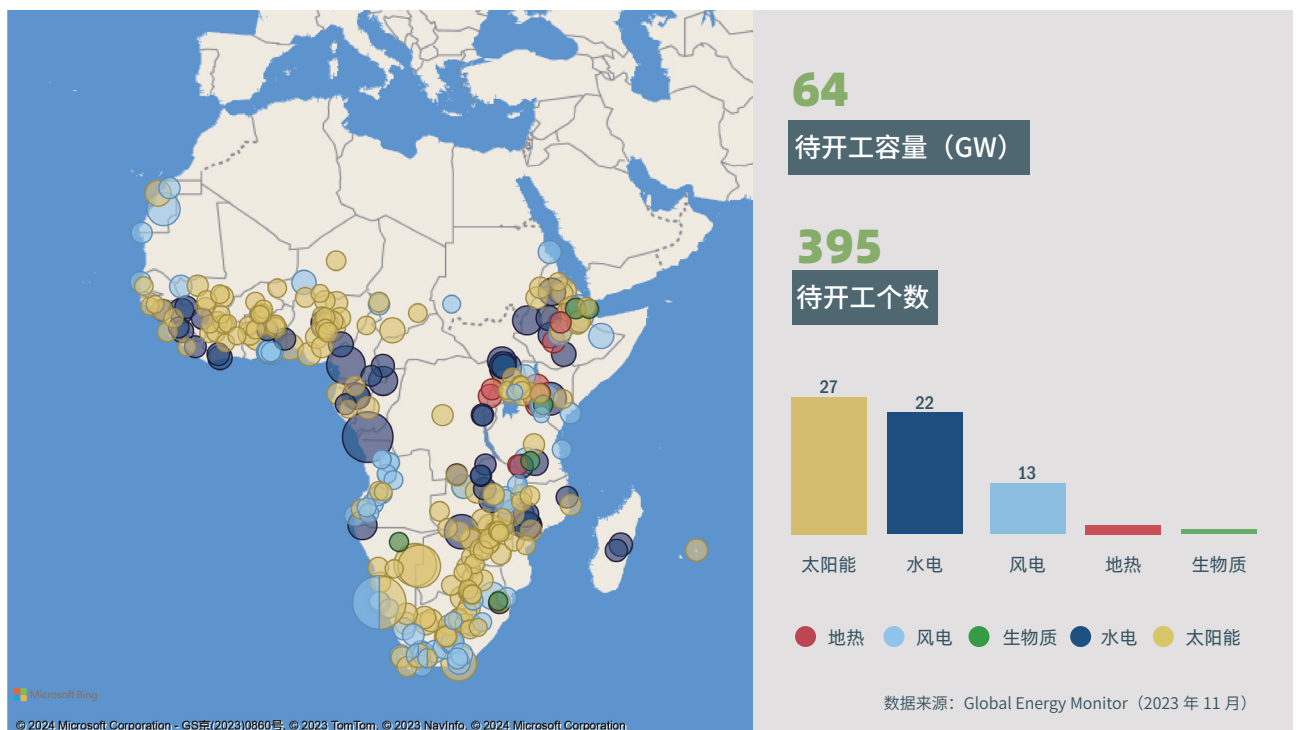 64
待开工容量（GW）
395
待开工个数
27
22
13
太阳能
水电
风电
地热
生物质
地热
风电
生物质
水电
太阳能
Microsoft Bing
© 2024 Microsoft Corporation - GS京(2023)0860号, © 2023 TomTom, © 2023 NavInfo, © 2024 Microsoft Corporation
数据来源：Global Energy Monitor（2023 年 11 月）